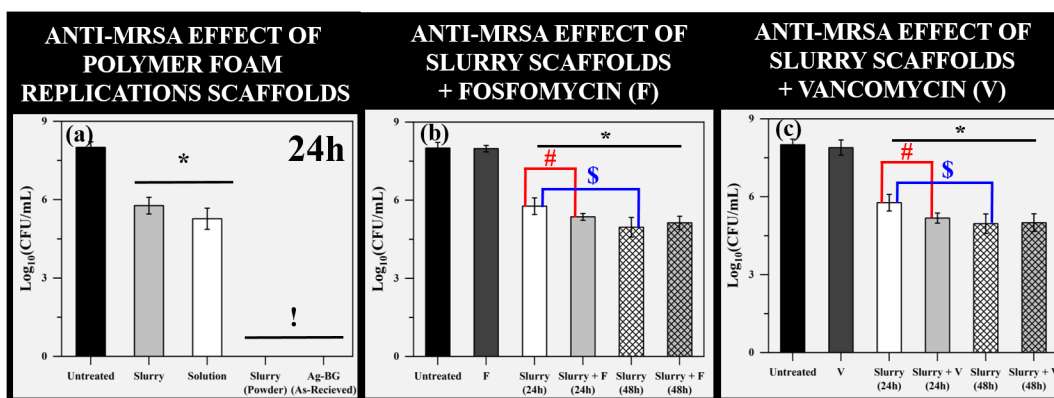 ANTI-MRSA EFFECT OF
POLYMER FOAM
REPLICATIONS SCAFFOLDS
(a)
24h
*
!
9
6
3
0
Log10(CFU/mL)
Untreated
Slurry
Solution
Slurry
(Powder)
Ag-BG
(As-Recieved)
ANTI-MRSA EFFECT OF
SLURRY SCAFFOLDS
+ FOSFOMYCIN (F)
(b)
*
#
$
9
6
3
0
Log10(CFU/mL)
Untreated
F
Slurry
(24h)
Slurry + F
(24h)
Slurry
(48h)
Slurry + F
(48h)
ANTI-MRSA EFFECT OF
SLURRY SCAFFOLDS
+ VANCOMYCIN (V)
(c)
*
#
$
9
6
3
0
Log10(CFU/mL)
Untreated
V
Slurry
(24h)
Slurry + V
(24h)
Slurry
(48h)
Slurry + V
(48h)